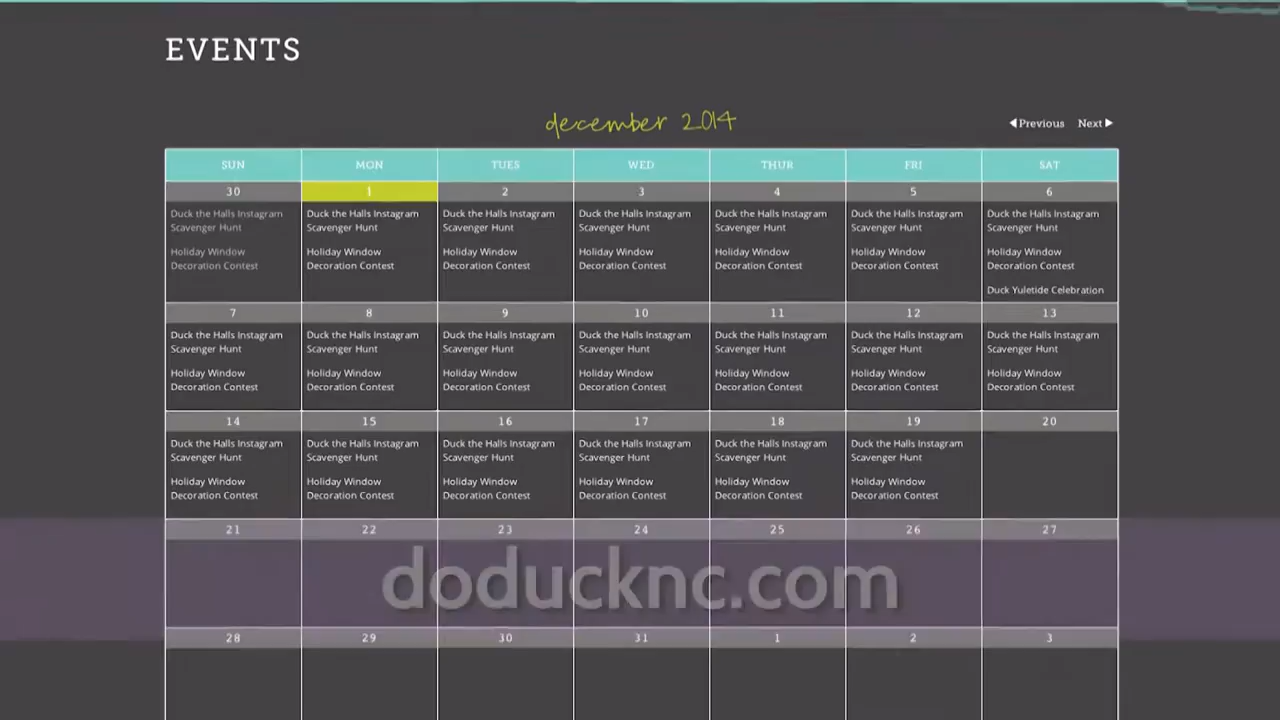 EVENTS
december 2014
Previous Next
SUN MON TUES WED THUR FRI SAT
30 1 2 3 4 5 6
Duck the Halls Instagram Duck the Halls Instagram Duck the Halls Instagram Duck the Halls Instagram Duck the Halls Instagram Duck the Halls Instagram Duck the Halls Instagram
Scavenger Hunt Scavenger Hunt Scavenger Hunt Scavenger Hunt Scavenger Hunt Scavenger Hunt Scavenger Hunt
Holiday Window Holiday Window Holiday Window Holiday Window Holiday Window Holiday Window Holiday Window
Decoration Contest Decoration Contest Decoration Contest Decoration Contest Decoration Contest Decoration Contest Decoration Contest
Duck Yuletide Celebration
7 8 9 10 11 12 13
Duck the Halls Instagram Duck the Halls Instagram Duck the Halls Instagram Duck the Halls Instagram Duck the Halls Instagram Duck the Halls Instagram Duck the Halls Instagram
Scavenger Hunt Scavenger Hunt Scavenger Hunt Scavenger Hunt Scavenger Hunt Scavenger Hunt Scavenger Hunt
Holiday Window Holiday Window Holiday Window Holiday Window Holiday Window Holiday Window Holiday Window
Decoration Contest Decoration Contest Decoration Contest Decoration Contest Decoration Contest Decoration Contest Decoration Contest
14 15 16 17 18 19 20
Duck the Halls Instagram Duck the Halls Instagram Duck the Halls Instagram Duck the Halls Instagram Duck the Halls Instagram Duck the Halls Instagram
Scavenger Hunt Scavenger Hunt Scavenger Hunt Scavenger Hunt Scavenger Hunt Scavenger Hunt
Holiday Window Holiday Window Holiday Window Holiday Window Holiday Window Holiday Window
Decoration Contest Decoration Contest Decoration Contest Decoration Contest Decoration Contest Decoration Contest
21 22 23 24 25 26 27
doducknc.com
28 29 30 31 1 2 3